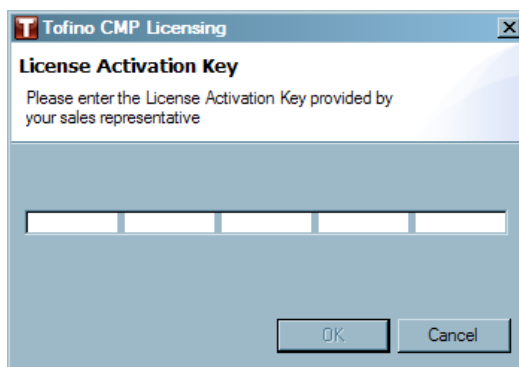 T Tofino CMP Licensing X
License Activation Key
Please enter the License Activation Key provided by
your sales representative
OK Cancel